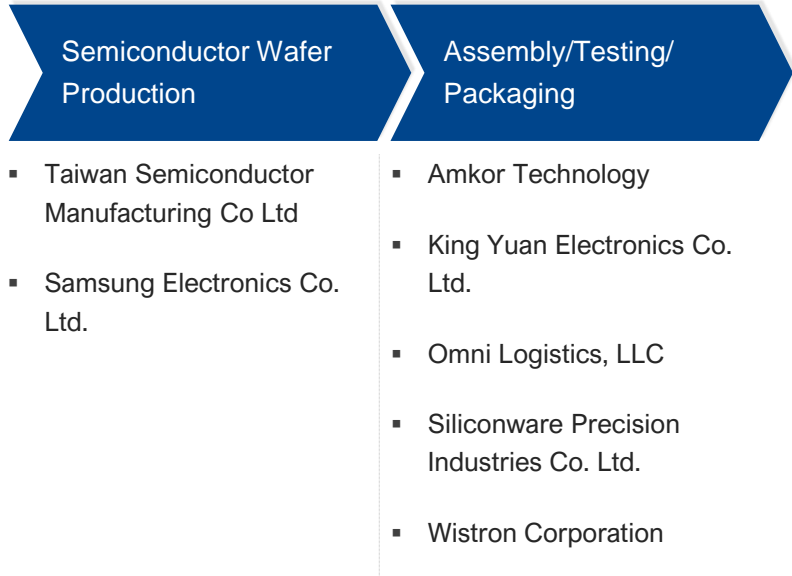 Semiconductor Wafer
Production
Assembly/Testing/
Packaging
▪ Taiwan Semiconductor
Manufacturing Co Ltd
▪ Samsung Electronics Co.
Ltd.
▪ Amkor Technology
▪ King Yuan Electronics Co.
Ltd.
▪ Omni Logistics, LLC
▪ Siliconware Precision
Industries Co. Ltd.
▪ Wistron Corporation